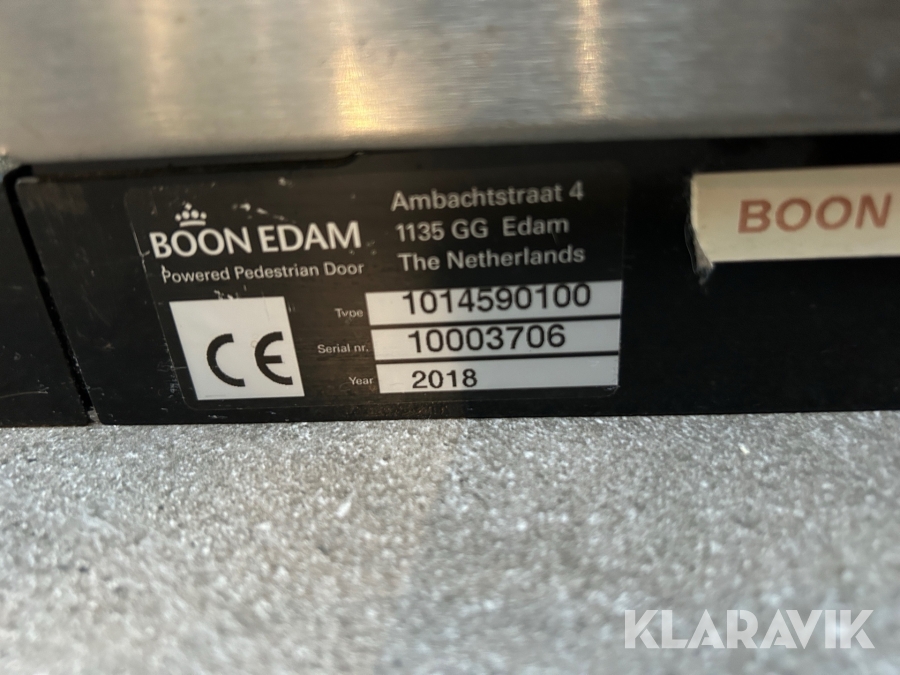 BOON EDAM
Powered Pedestrian Door
Ambachtstraat 4
1135 GG Edam
The Netherlands
CE
Type 1014590100
Serial nr. 10003706
Year 2018
BOON
KLARAVIK